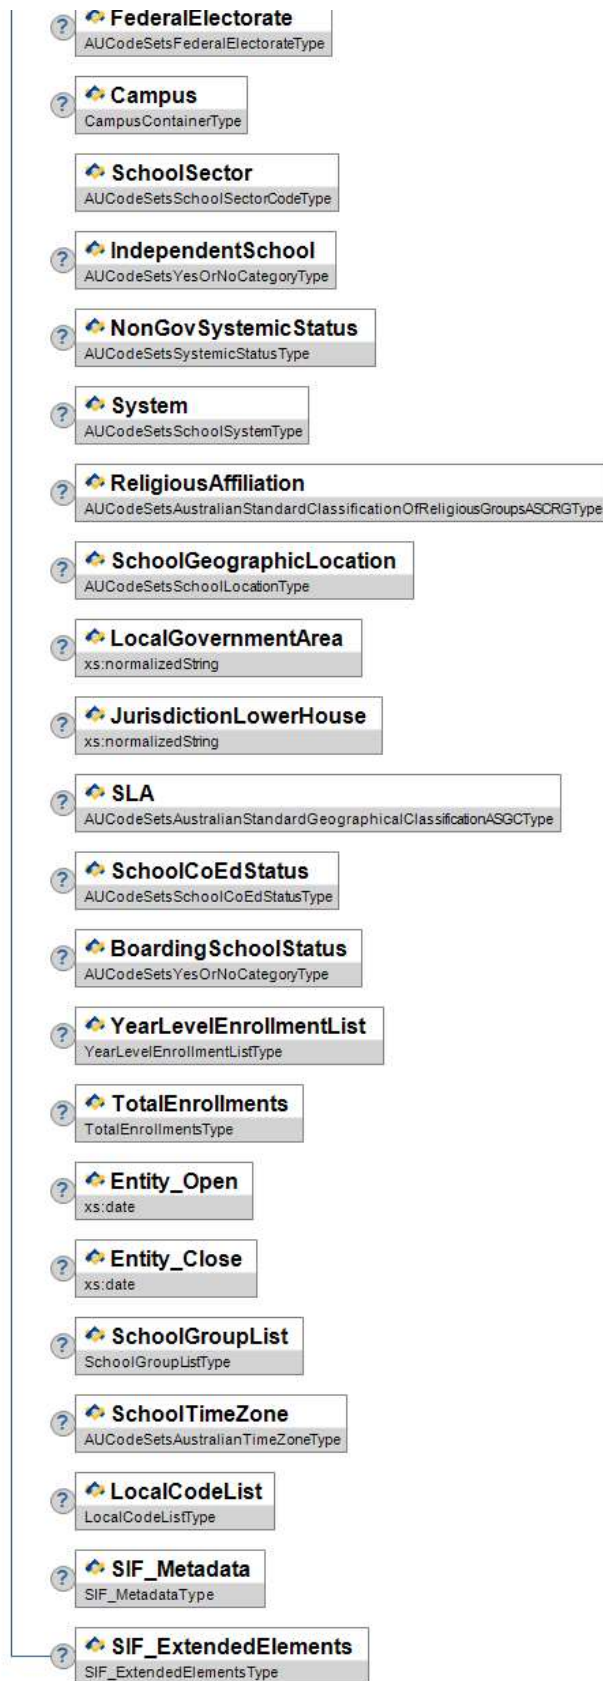 FederalElectorate
AUCodeSetsFederalElectorateType
?
Campus
CampusContainerType
?
SchoolSector
AUCodeSetsSchoolSectorCodeType
IndependentSchool
AUCodeSetsYesOrNoCategoryType
?
NonGovSystemicStatus
AUCodeSetsSystemicStatusType
?
System
AUCodeSetsSchoolSystemType
?
ReligiousAffiliation
AUCodeSetsAustralianStandardClassificationOfReligiousGroupsASCRGType
?
SchoolGeographicLocation
AUCodeSetsSchoolLocationType
?
LocalGovernmentArea
xs:normalizedString
?
JurisdictionLowerHouse
xs:normalizedString
?
SLA
AUCodeSetsAustralianStandardGeographicalClassificationASGCType
?
SchoolCoEdStatus
AUCodeSetsSchoolCoEdStatusType
?
BoardingSchoolStatus
AUCodeSetsYesOrNoCategoryType
?
YearLevelEnrollmentList
YearLevelEnrollmentListType
?
TotalEnrollments
TotalEnrollmentsType
?
Entity_Open
xs:date
?
Entity_Close
xs:date
?
SchoolGroupList
SchoolGroupListType
?
SchoolTimeZone
AUCodeSetsAustralianTimeZoneType
?
LocalCodeList
LocalCodeListType
?
SIF_Metadata
SIF_MetadataType
?
SIF_ExtendedElements
SIF_ExtendedElementsType
?